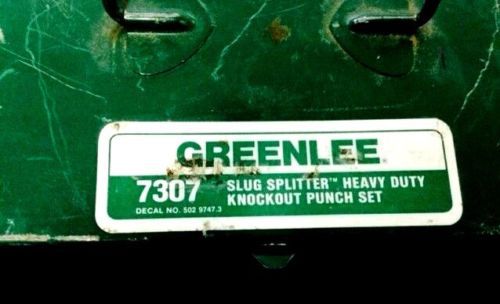 GREENLEE
7307 SLUG SPLITTER™ HEAVY DUTY
KNOCKOUT PUNCH SET
DECAL NO. 502 9747.3